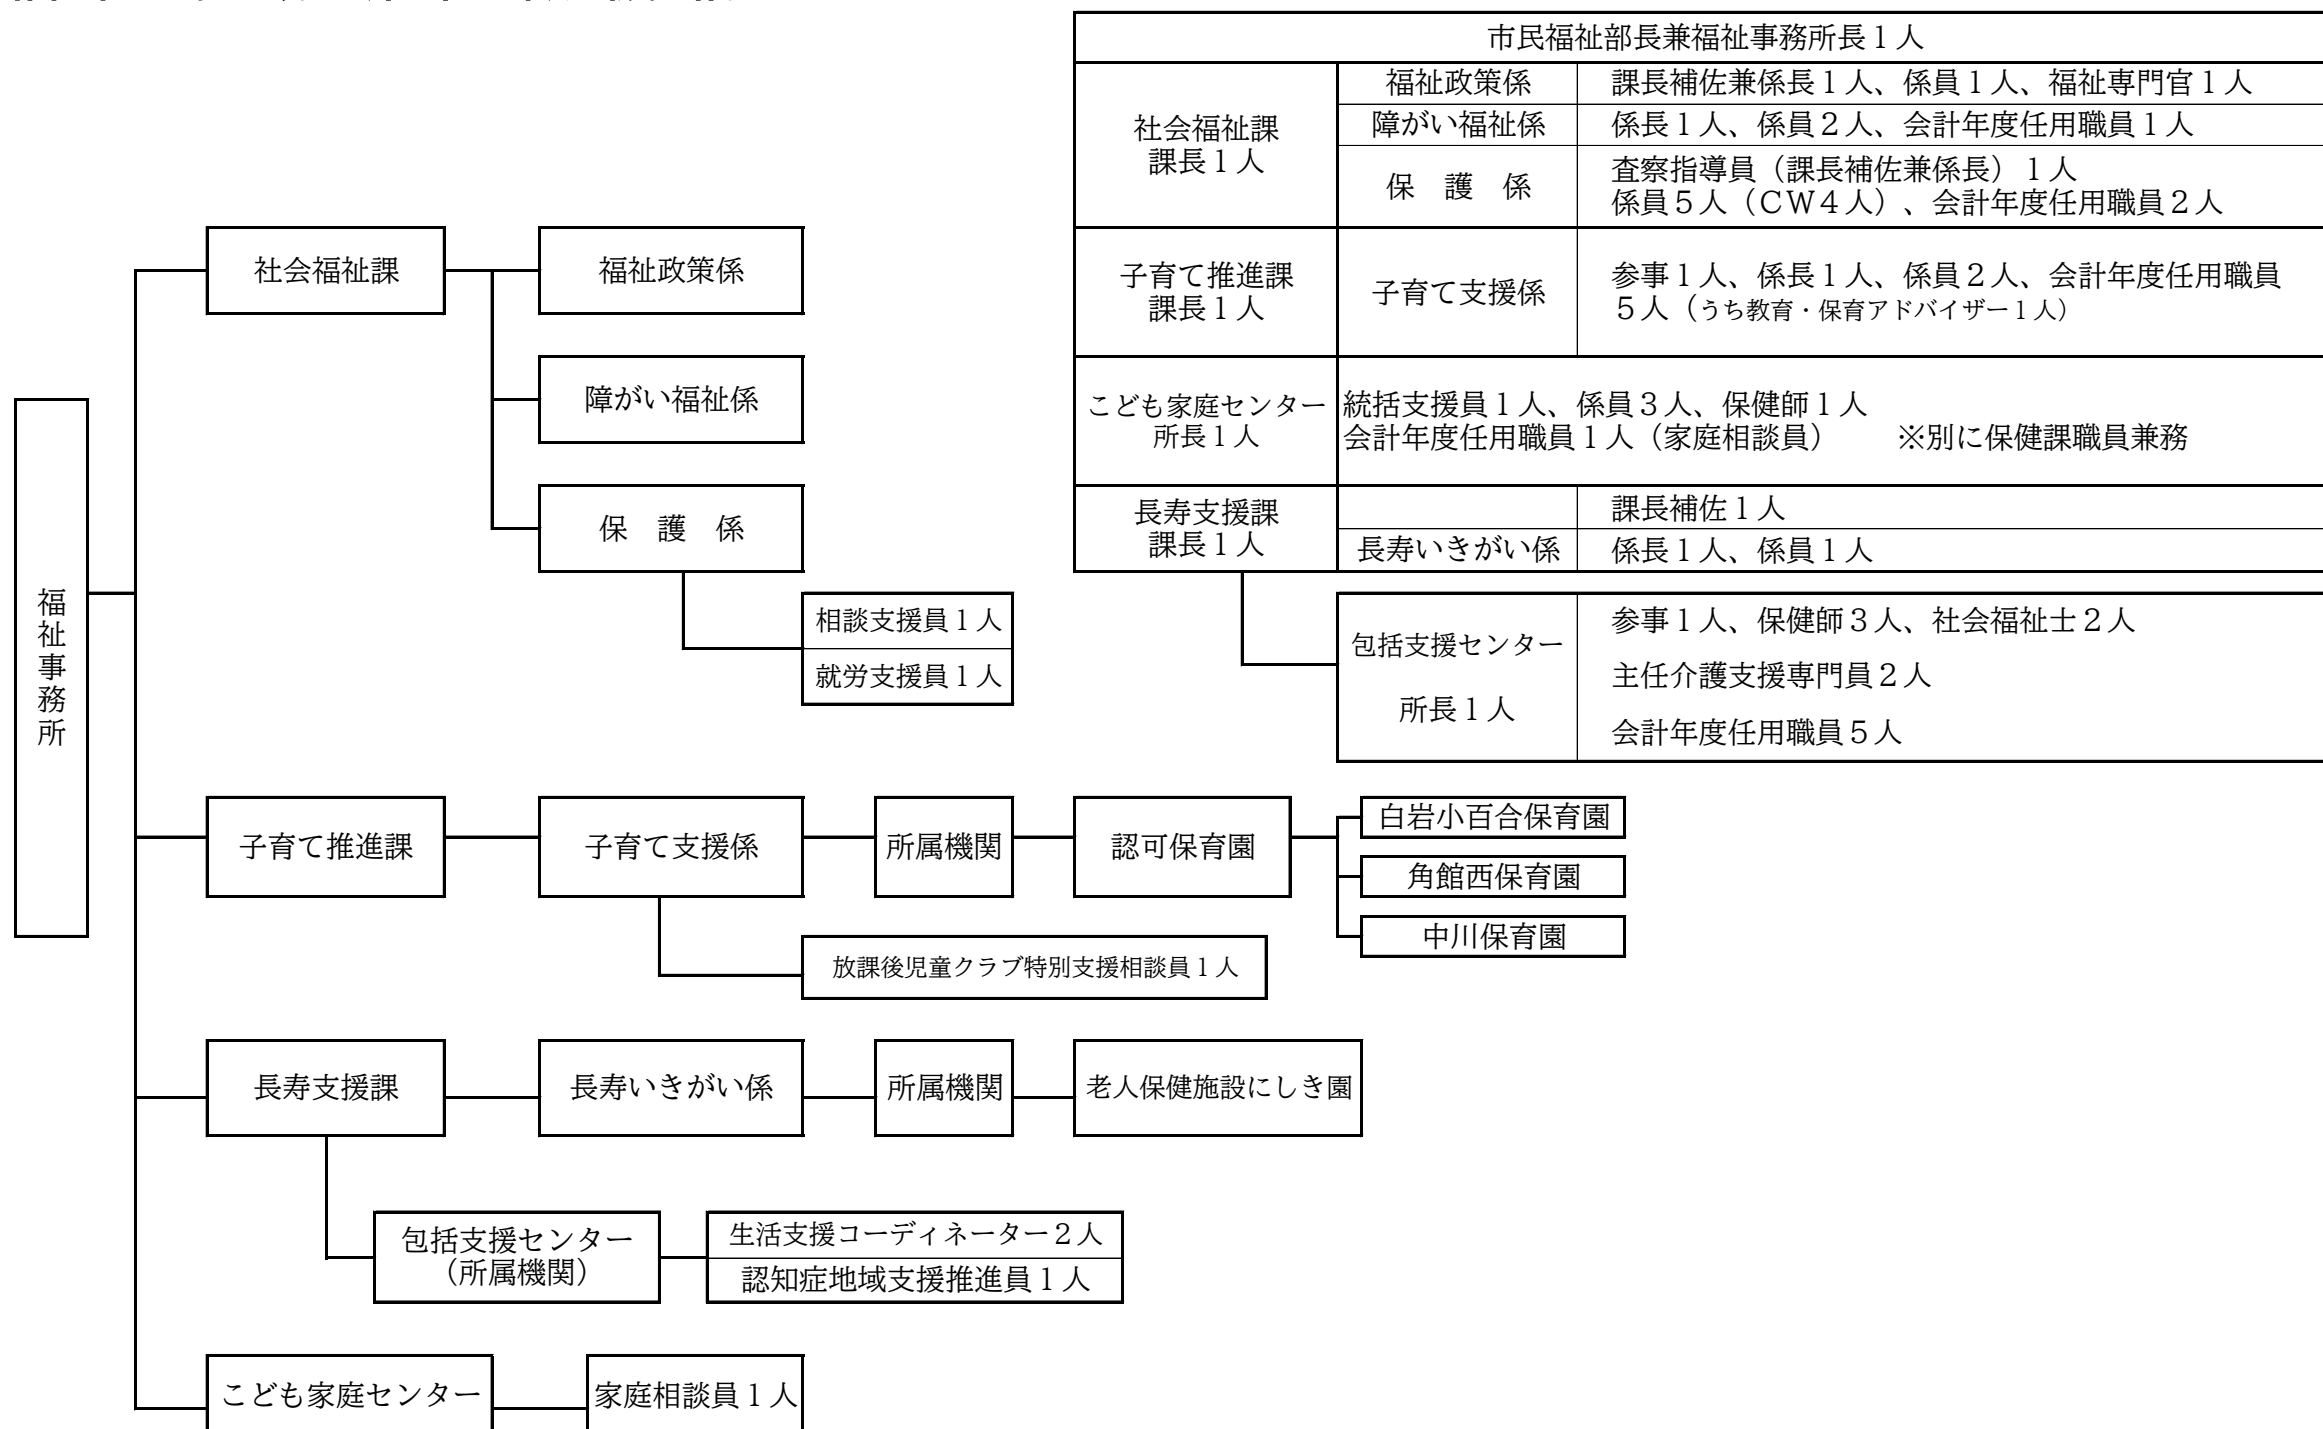 市民福祉部長兼福祉事務所長１人
社会福祉課
課長１人
福祉政策係
課長補佐兼係長１人、係員１人、福祉専門官１人
障がい福祉係
係長１人、係員２人、会計年度任用職員１人
保　護　係
査察指導員（課長補佐兼係長）１人
係員５人（ＣＷ４人）、会計年度任用職員２人
子育て推進課
課長１人
子育て支援係
参事１人、係長１人、係員２人、会計年度任用職員
５人（うち教育・保育アドバイザー１人）
こども家庭センター
所長１人
統括支援員１人、係員３人、保健師１人
会計年度任用職員１人（家庭相談員）　　※別に保健課職員兼務
長寿支援課
課長１人
課長補佐１人
長寿いきがい係
係長１人、係員１人
包括支援センター
所長１人
参事１人、保健師３人、社会福祉士２人
主任介護支援専門員２人
会計年度任用職員５人
福祉事務所
社会福祉課
福祉政策係
障がい福祉係
保　護　係
相談支援員１人
就労支援員１人
子育て推進課
子育て支援係
所属機関
認可保育園
白岩小百合保育園
角館西保育園
中川保育園
放課後児童クラブ特別支援相談員１人
長寿支援課
長寿いきがい係
所属機関
老人保健施設にしき園
包括支援センター
（所属機関）
生活支援コーディネーター２人
認知症地域支援推進員１人
こども家庭センター
家庭相談員１人